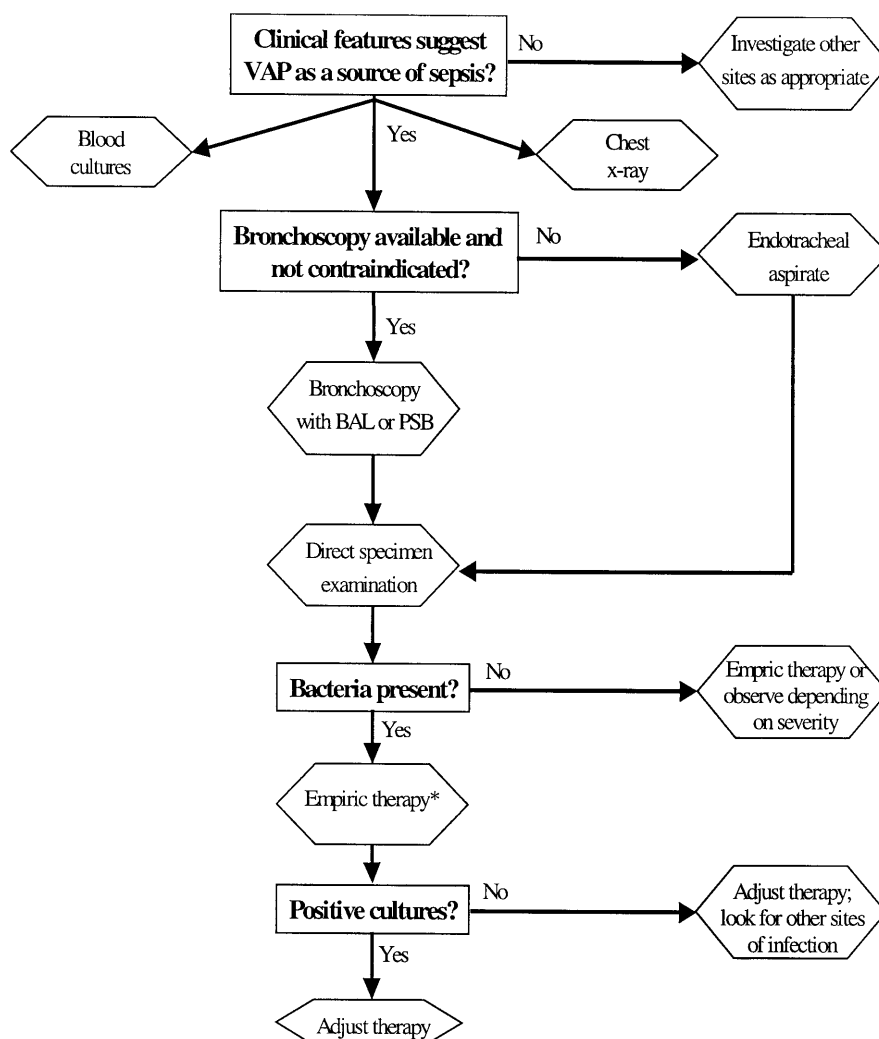 Clinical features suggest
VAP as a source of sepsis?
No
Investigate other
sites as appropriate
Blood
cultures
Yes
Chest
x-ray
Bronchoscopy available and
not contraindicated?
No
Endotracheal
aspirate
Yes
Bronchoscopy
with BAL or PSB
Direct specimen
examination
Bacteria present?
No
Empric therapy or
observe depending
on severity
Yes
Empiric therapy*
Positive cultures?
No
Adjust therapy;
look for other sites
of infection
Yes
Adjust therapy